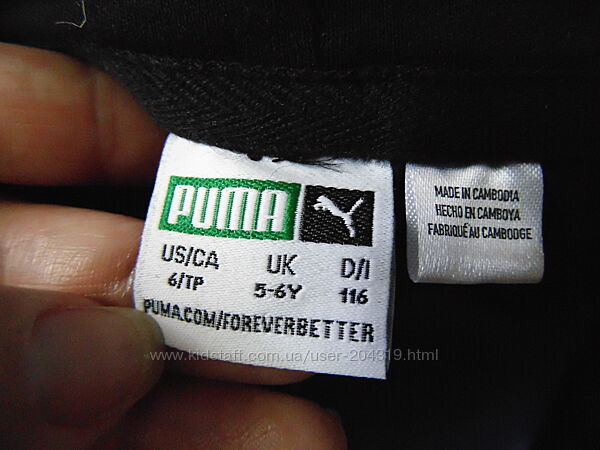 PUMA
US/CA UK D/I
6/TP 5-6Y 116
PUMA.COM/FOREVERBETTER
MADE IN CAMBODIA
HECHO EN CAMBOYA
FABRIQUÉ AU CAMBODGE
www.kidstaff.com.ua/user-204919.html